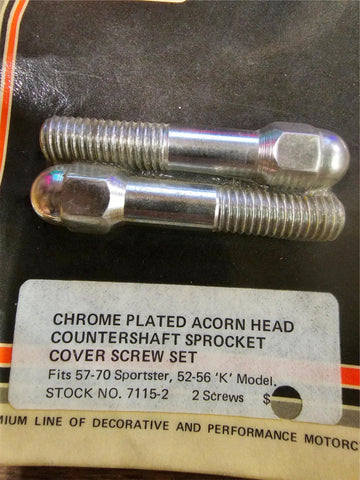 CHROME PLATED ACORN HEAD
COUNTERSHAFT SPROCKET
COVER SCREW SET
Fits 57-70 Sportster, 52-56 'K' Model.
STOCK NO. 7115-2 2 Screws $
MIUM LINE OF DECORATIVE AND PERFORMANCE MOTORC